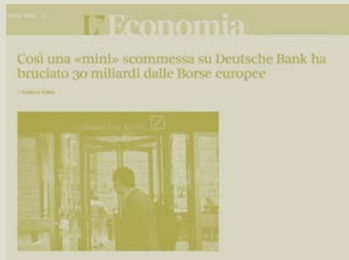 L'Economia
Così una «mini» scommessa su Deutsche Bank ha
bruciato 30 miliardi dalle Borse europee